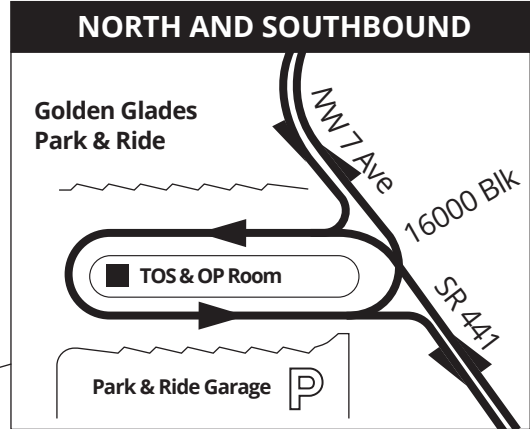 NORTH AND SOUTHBOUND
Golden Glades
Park & Ride
NW 7 Ave
16000 Blk
TOS & OP Room
SR 441
Park & Ride Garage P